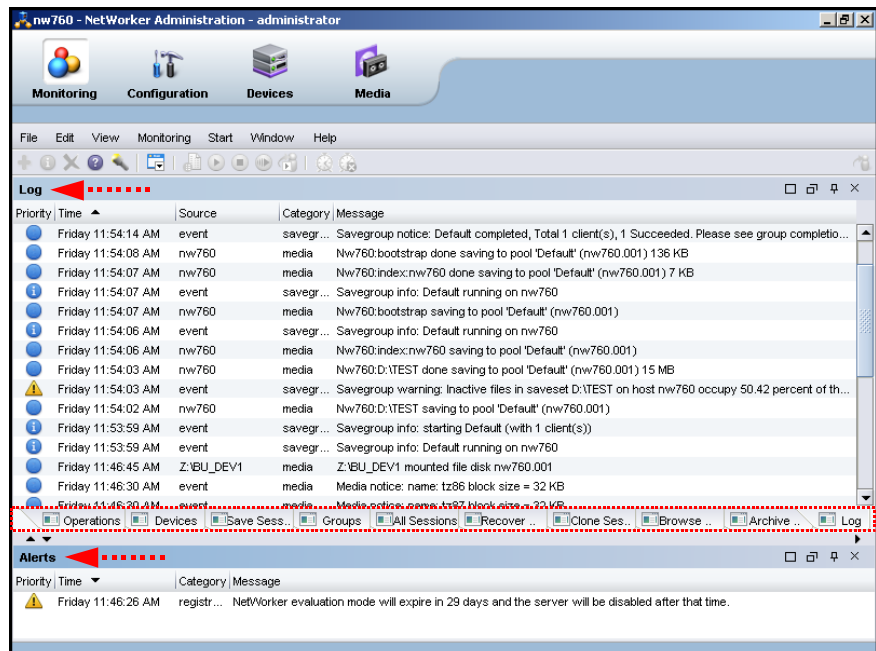 nw760 - NetWorker Administration - administrator
Monitoring Configuration Devices Media
File Edit View Monitoring Start Window Help
Log
Priority Time Source Category Message
Friday 11:54:14 AM event savegr... Savegroup notice: Default completed, Total 1 client(s), 1 Succeeded. Please see group completio...
Friday 11:54:08 AM nw760 media Nw760:bootstrap done saving to pool 'Default' (nw760.001) 136 KB
Friday 11:54:07 AM nw760 media Nw760:index:nw760 done saving to pool 'Default' (nw760.001) 7 KB
Friday 11:54:07 AM event savegr... Savegroup info: Default running on nw760
Friday 11:54:07 AM nw760 media Nw760:bootstrap saving to pool 'Default' (nw760.001)
Friday 11:54:06 AM event savegr... Savegroup info: Default running on nw760
Friday 11:54:06 AM nw760 media Nw760:index:nw760 saving to pool 'Default' (nw760.001)
Friday 11:54:03 AM nw760 media Nw760:D:\TEST done saving to pool 'Default' (nw760.001) 15 MB
Friday 11:54:03 AM event savegr... Savegroup warning: Inactive files in saveset D:\TEST on host nw760 occupy 50.42 percent of th...
Friday 11:54:02 AM nw760 media Nw760:D:\TEST saving to pool 'Default' (nw760.001)
Friday 11:53:59 AM event savegr... Savegroup info: starting Default (with 1 client(s))
Friday 11:53:59 AM event savegr... Savegroup info: Default running on nw760
Friday 11:46:45 AM Z:\BU_DEV1 media Z:\BU_DEV1 mounted file disk nw760.001
Friday 11:46:30 AM event media Media notice: name: tz86 block size = 32 KB
Friday 11:46:30 AM event media Media notice: name: tz87 block size = 32 KB
Operations Devices Save Sess.. Groups All Sessions Recover .. Clone Ses.. Browse .. Archive .. Log
Alerts
Priority Time Category Message
Friday 11:46:26 AM registr... NetWorker evaluation mode will expire in 29 days and the server will be disabled after that time.